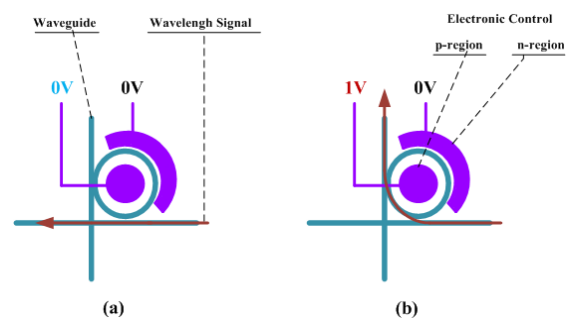 Electronic Control
Waveguide
Wavelengh Signal
p-region
n-region
0V
0V
1V
0V
(a)
(b)